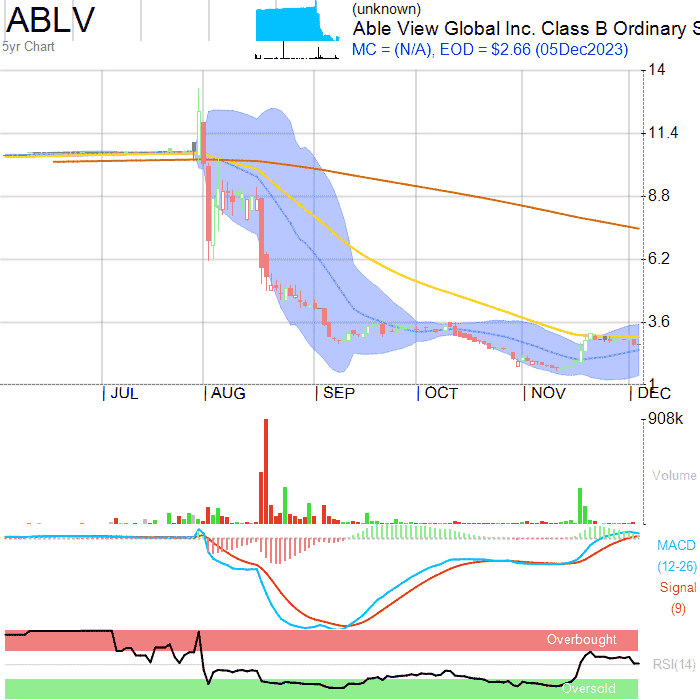 ABLV
5yr Chart
(unknown)
Able View Global Inc. Class B Ordinary S
MC = (N/A), EOD = $2.66 (05Dec2023)
14
11.4
8.8
6.2
3.6
1
JUL AUG SEP OCT NOV DEC
908k
Volume
MACD
(12-26)
Signal
(9)
Overbought
RSI(14)
Oversold